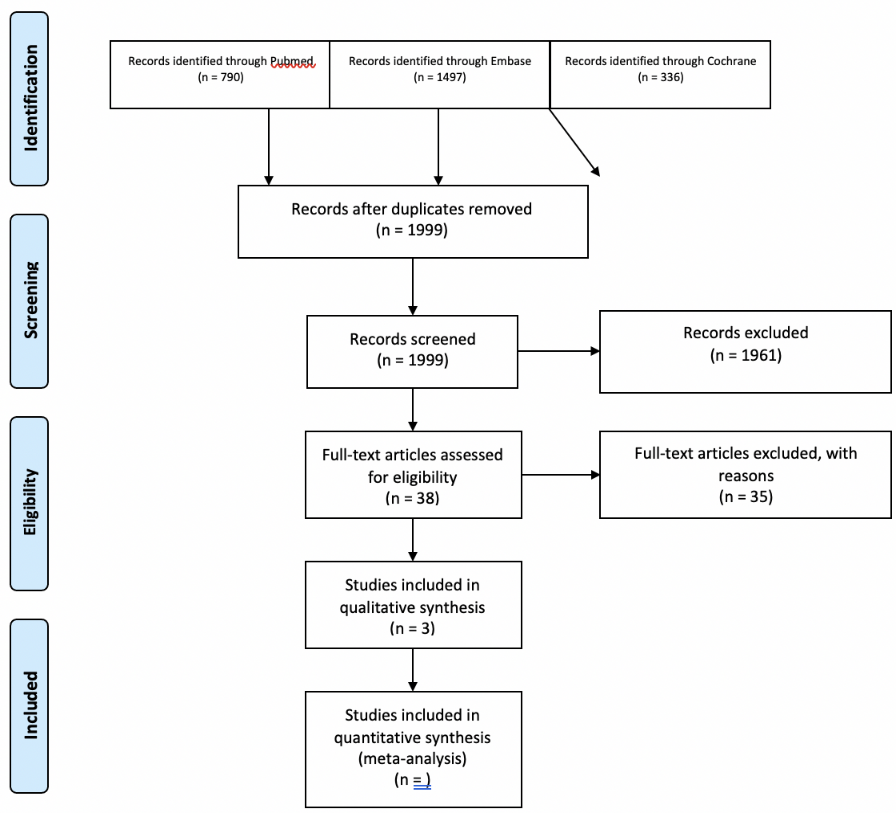 Identification
Records identified through Pubmed
(n = 790)
Records identified through Embase
(n = 1497)
Records identified through Cochrane
(n = 336)
Records after duplicates removed
(n = 1999)
Screening
Records screened
(n = 1999)
Records excluded
(n = 1961)
Eligibility
Full-text articles assessed
for eligibility
(n = 38)
Full-text articles excluded, with
reasons
(n = 35)
Studies included in
qualitative synthesis
(n = 3)
Included
Studies included in
quantitative synthesis
(meta-analysis)
(n = )